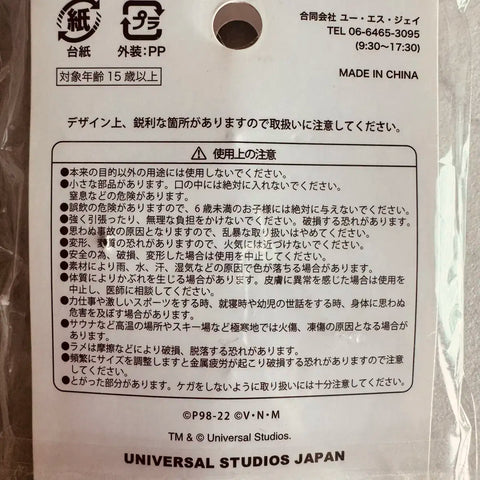 紙
台紙
プラ
外装:PP
合同会社 ユー・エス・ジェイ
TEL 06-6465-3095
(9:30~17:30)
対象年齢 15 歳以上
MADE IN CHINA
デザイン上、鋭利な箇所がありますので取扱いに注意してください。
使用上の注意
●本来の目的以外の用途には使用しないでください。
●小さな部品があります。口の中には絶対に入れないでください。
窒息などの危険があります。
●誤飲の危険がありますので、6 歳未満のお子様には絶対に与えないでください。
●強く引張ったり、無理な負担をかけないでください。破損する恐れがあります。
●思わぬ事故の原因となりますので、乱暴な取り扱いはやめてください。
●変形、変質の恐れがありますので、火気には近づけないでください。
●安全の為、破損、変形した場合は使用を中止してください。
●素材により雨、水、汗、湿気などの原因で色が落ちる場合があります。
●体質によりかぶれを生じる場合があります。皮膚に異常を感じた場合は使用を
中止し、医師に相談してください。
●力仕事や激しいスポーツをする時、就寝時や幼児の世話をする時、身体に思わぬ
危害を及ぼす場合があります。
●サウナなど高温の場所やスキー場など極寒地では火傷、凍傷の原因となる場合が
あります。
●ラメは摩擦などにより破損、脱落する恐れがあります。
●頻繁にサイズを調整しますと金属疲労が起こり破損する恐れがありますので注意
してください。
●とがった部分があります。ケガをしないように取り扱いには十分注意してください。
©P98-22 ©V・N・M
TM & © Universal Studios.
UNIVERSAL STUDIOS JAPAN